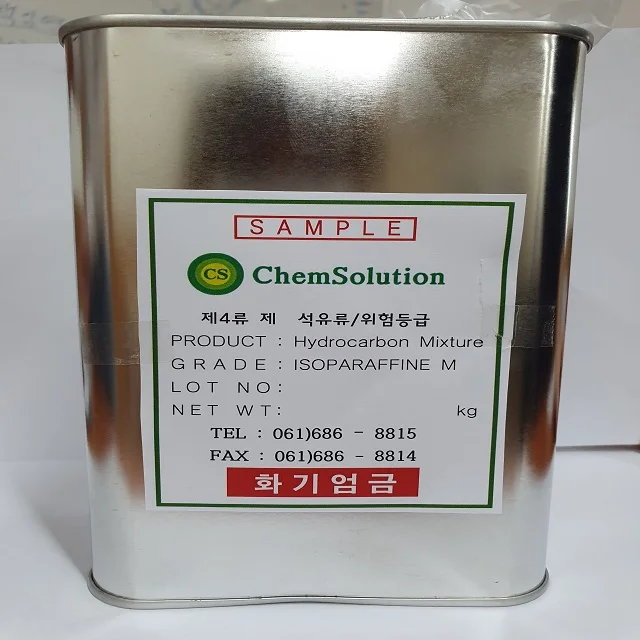 SAMPLE
CS ChemSolution
제4류 제 석유류/위험등급
PRODUCT : Hydrocarbon Mixture
GRADE : ISOPARAFFINE M
LOT NO:
NET WT: kg
TEL : 061)686 - 8815
FAX : 061)686 - 8814
화기엄금